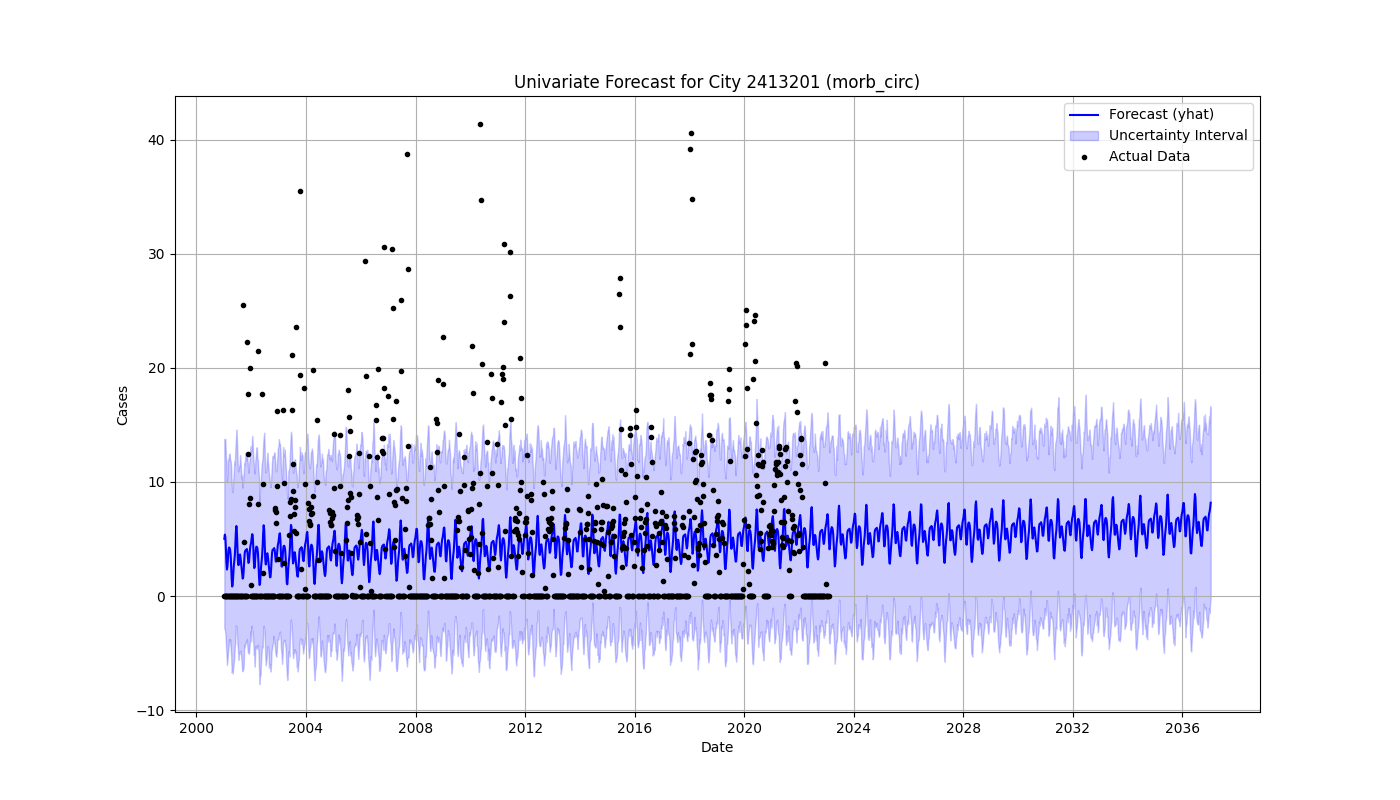 Univariate Forecast for City 2413201 (morb_circ)
Forecast (yhat)
Uncertainty Interval
Actual Data
Cases
40
30
20
10
0
−10
2000 2004 2008 2012 2016 2020 2024 2028 2032 2036
Date